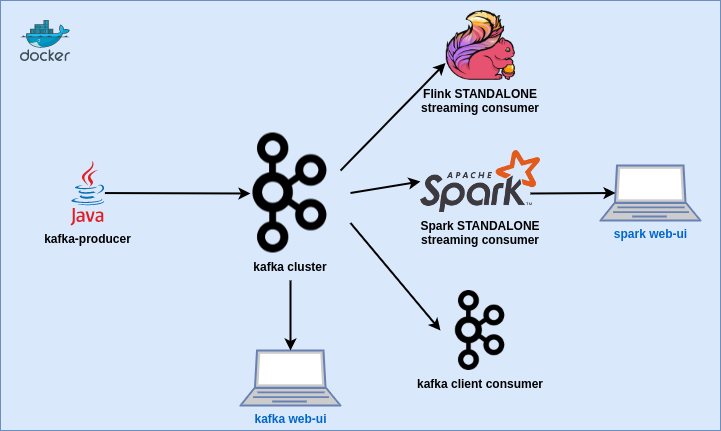 docker
Flink STANDALONE
streaming consumer
APACHE
Spark™
Spark STANDALONE
streaming consumer
spark web-ui
Java
kafka-producer
kafka cluster
kafka client consumer
kafka web-ui